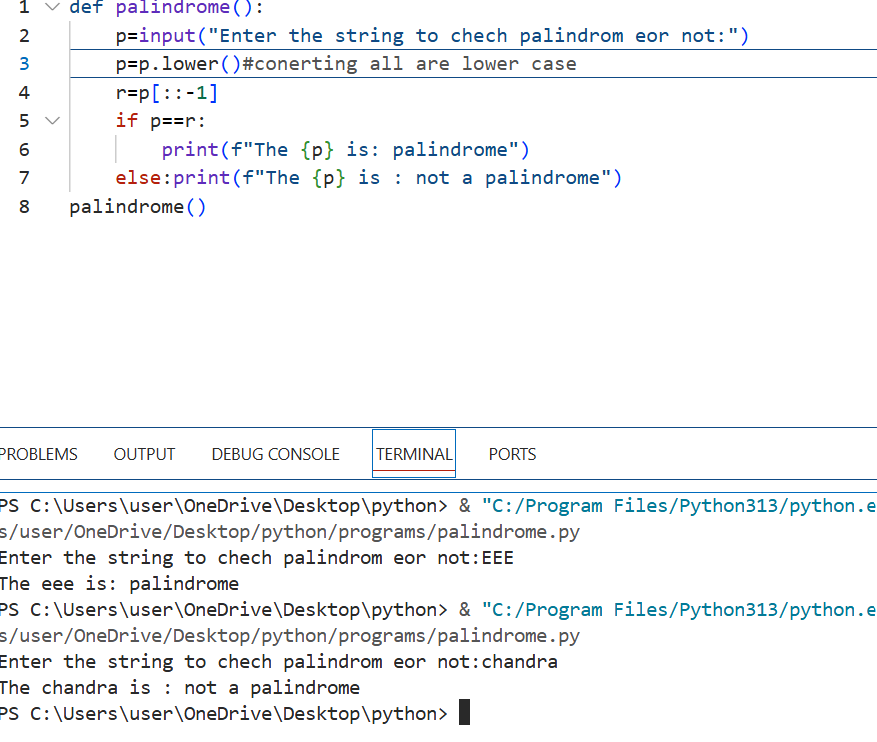 1 def palindrome():
2 p=input("Enter the string to chech palindrom eor not:")
3 p=p.lower()#conerting all are lower case
4 r=p[::-1]
5 if p==r:
6 print(f"The {p} is: palindrome")
7 else:print(f"The {p} is : not a palindrome")
8 palindrome()
PROBLEMS OUTPUT DEBUG CONSOLE TERMINAL PORTS
PS C:\Users\user\OneDrive\Desktop\python> & "C:/Program Files/Python313/python.e
s/user/OneDrive/Desktop/python/programs/palindrome.py
Enter the string to chech palindrom eor not:EEE
The eee is: palindrome
PS C:\Users\user\OneDrive\Desktop\python> & "C:/Program Files/Python313/python.e
s/user/OneDrive/Desktop/python/programs/palindrome.py
Enter the string to chech palindrom eor not:chandra
The chandra is : not a palindrome
PS C:\Users\user\OneDrive\Desktop\python>